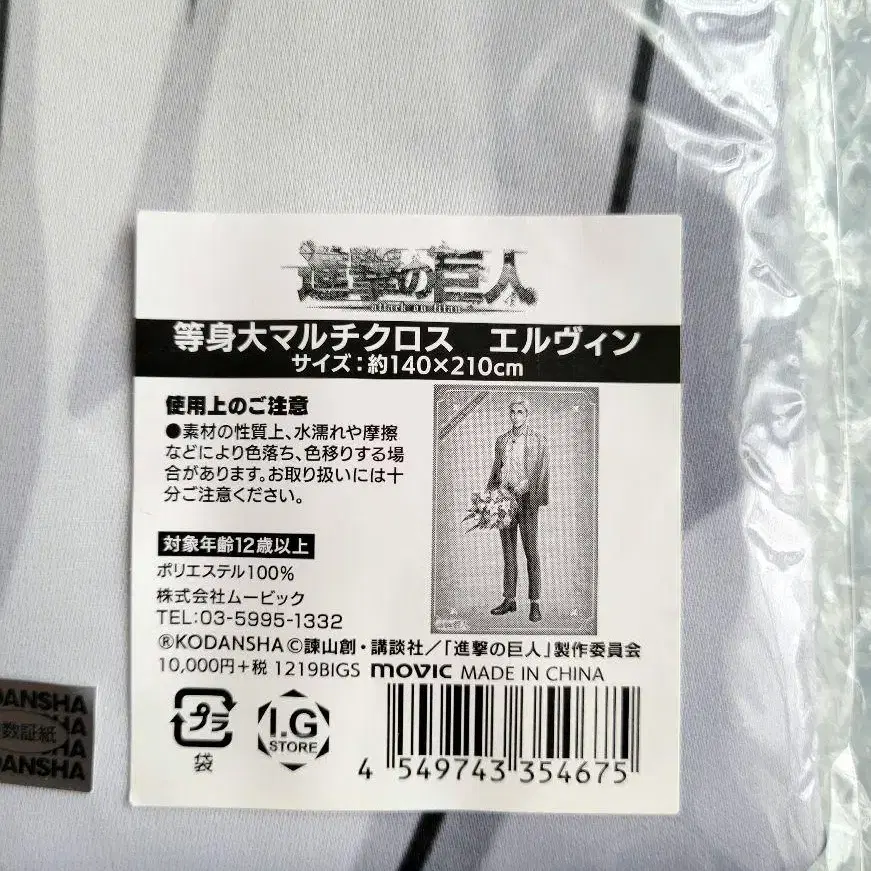 進撃の巨人
attack on titan
等身大マルチクロス　エルヴィン
サイズ：約140×210cm
使用上のご注意
●素材の性質上、水濡れや摩擦
などにより色落ち、色移りする場
合があります。お取り扱いには十
分ご注意ください。
対象年齢12歳以上
ポリエステル100%
株式会社ムービック
TEL:03-5995-1332
®KODANSHA ©諫山創・講談社／「進撃の巨人」製作委員会
10,000円+税 1219BIGS movic MADE IN CHINA
プラ
袋
I.G
STORE
4 549743 354675
DANSHA
数証紙
DANSHA